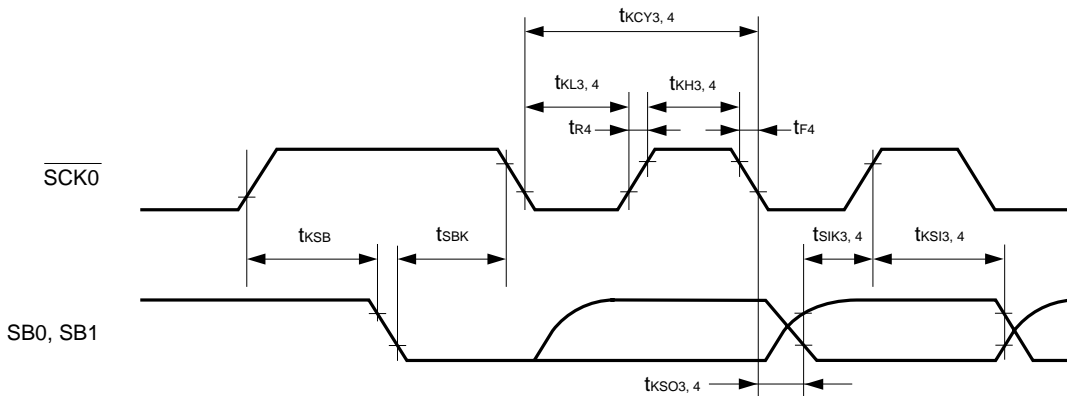 tKCY3, 4
tKL3, 4
tKH3, 4
tR4
tF4
SCK0
tKSB
tSBK
tSIK3, 4
tKSI3, 4
SB0, SB1
tKSO3, 4